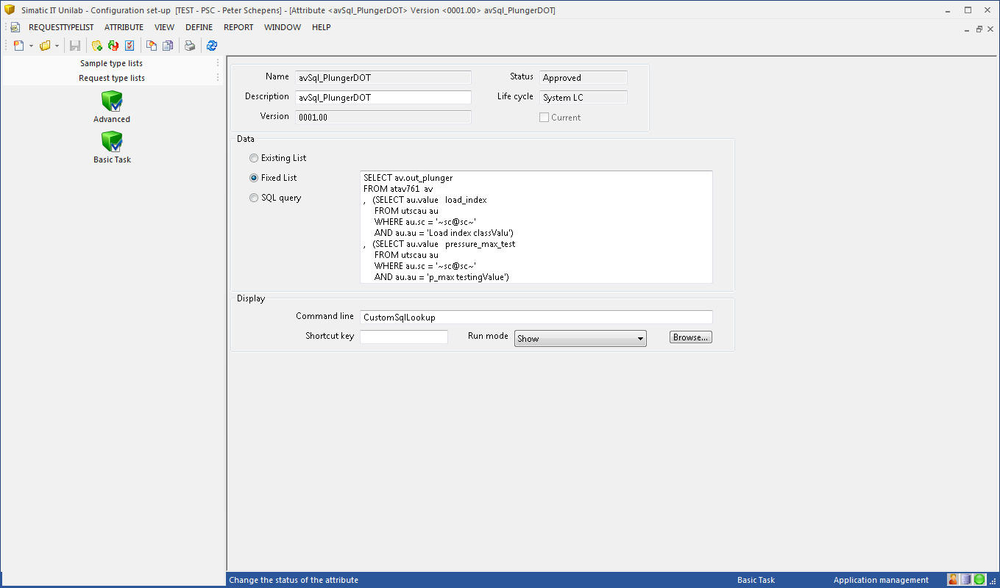 Simatic IT Unilab - Configuration set-up [TEST - PSC - Peter Schepens] - [Attribute <avSql_PlungerDOT> Version <0001.00> avSql_PlungerDOT]
REQUESTTYPELIST ATTRIBUTE VIEW DEFINE REPORT WINDOW HELP
Sample type lists
Request type lists
Advanced
Basic Task
Name avSql_PlungerDOT Status Approved
Description avSql_PlungerDOT Life cycle System LC
Version 0001.00 Current
Data
Existing List
Fixed List
SQL query
SELECT av.out_plunger
FROM atav761 av
, (SELECT au.value load_index
FROM utscau au
WHERE au.sc = '~sc@sc~'
AND au.au = 'Load index classValu')
, (SELECT au.value pressure_max_test
FROM utscau au
WHERE au.sc = '~sc@sc~'
AND au.au = 'p_max testingValue')
Display
Command line CustomSqlLookup
Shortcut key Run mode Show Browse...
Change the status of the attribute Basic Task Application management